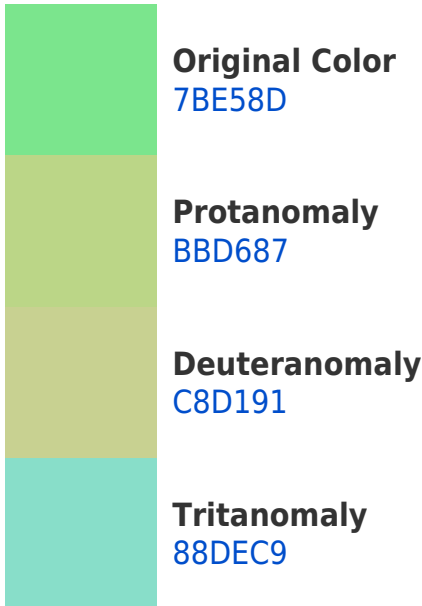 Original Color
7BE58D
Protanomaly
BBD687
Deuteranomaly
C8D191
Tritanomaly
88DEC9